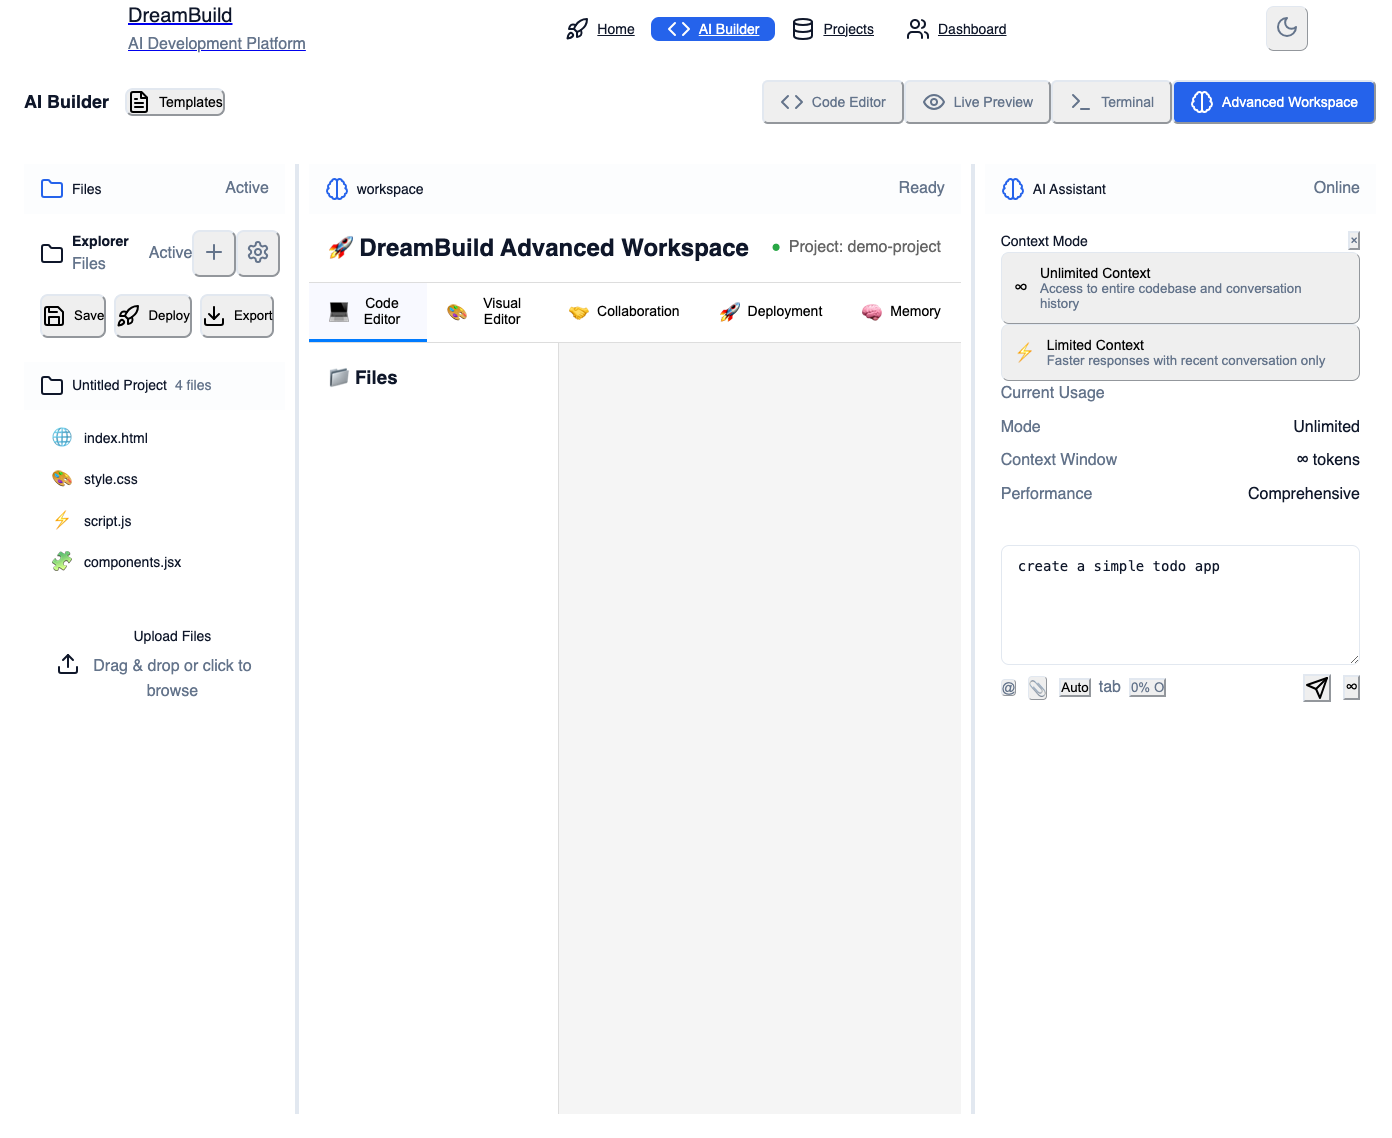 DreamBuild
AI Development Platform
Home
AI Builder
Projects
Dashboard
AI Builder
Templates
Code Editor
Live Preview
Terminal
Advanced Workspace
Files
Active
Explorer
Files
Active
Save
Deploy
Export
Untitled Project 4 files
index.html
style.css
script.js
components.jsx
Upload Files
Drag & drop or click to
browse
workspace
Ready
🚀 DreamBuild Advanced Workspace
● Project: demo-project
💻 Code
Editor
🎨 Visual
Editor
🤝 Collaboration
🚀 Deployment
🧠 Memory
📁 Files
AI Assistant
Online
Context Mode
×
∞ Unlimited Context
Access to entire codebase and conversation
history
⚡ Limited Context
Faster responses with recent conversation only
Current Usage
Mode
Unlimited
Context Window
∞ tokens
Performance
Comprehensive
create a simple todo app
@
Auto
tab
0% O
∞